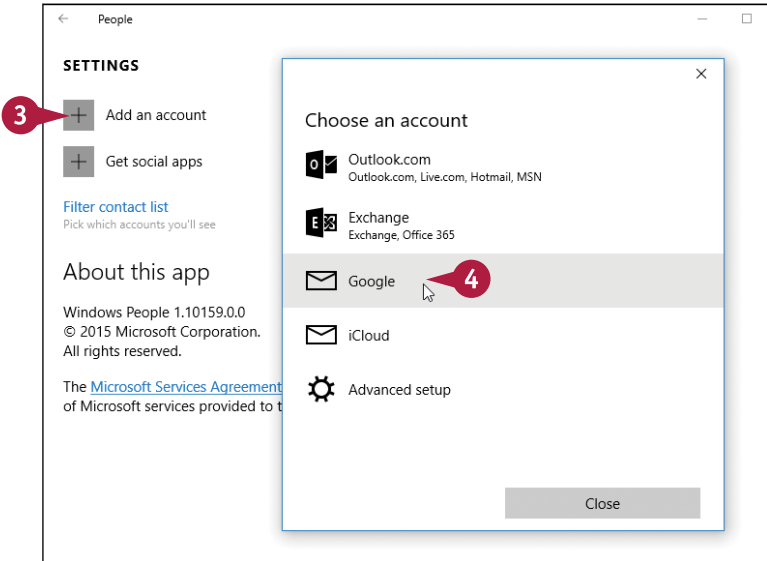 People
SETTINGS
3
Add an account
Get social apps
Filter contact list
Pick which accounts you'll see
About this app
Windows People 1.10159.0.0
© 2015 Microsoft Corporation.
All rights reserved.
The Microsoft Services Agreement
of Microsoft services provided to t
Choose an account
Outlook.com
Outlook.com, Live.com, Hotmail, MSN
Exchange
Exchange, Office 365
Google
4
iCloud
Advanced setup
Close